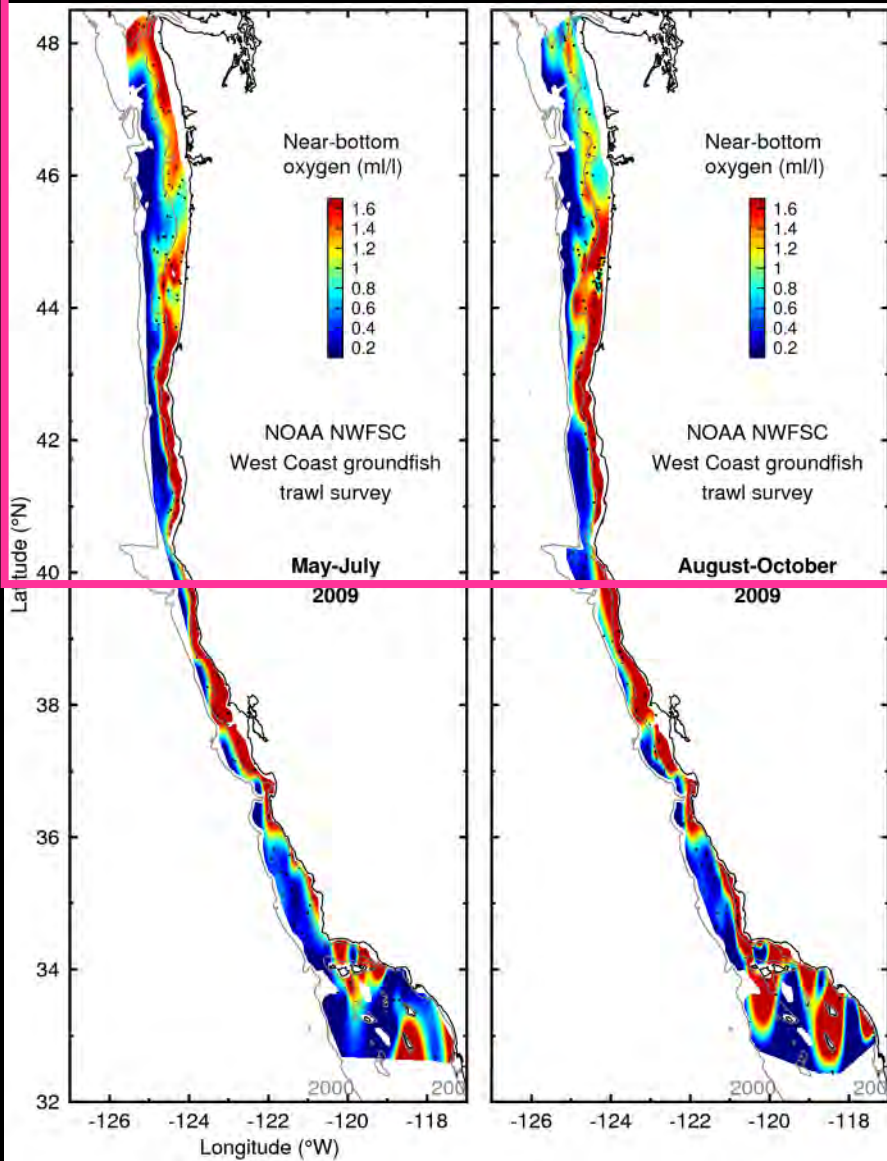 48
46
44
42
40
38
36
34
32
Latitude (°N)
Near-bottom
oxygen (ml/l)
1.6
1.4
1.2
1
0.8
0.6
0.4
0.2
NOAA NWFSC
West Coast groundfish
trawl survey
May-July
2009
2000
200
-126
-124
-122
-120
-118
Longitude (°W)
Near-bottom
oxygen (ml/l)
1.6
1.4
1.2
1
0.8
0.6
0.4
0.2
NOAA NWFSC
West Coast groundfish
trawl survey
August-October
2009
2000
200
-126
-124
-122
-120
-118